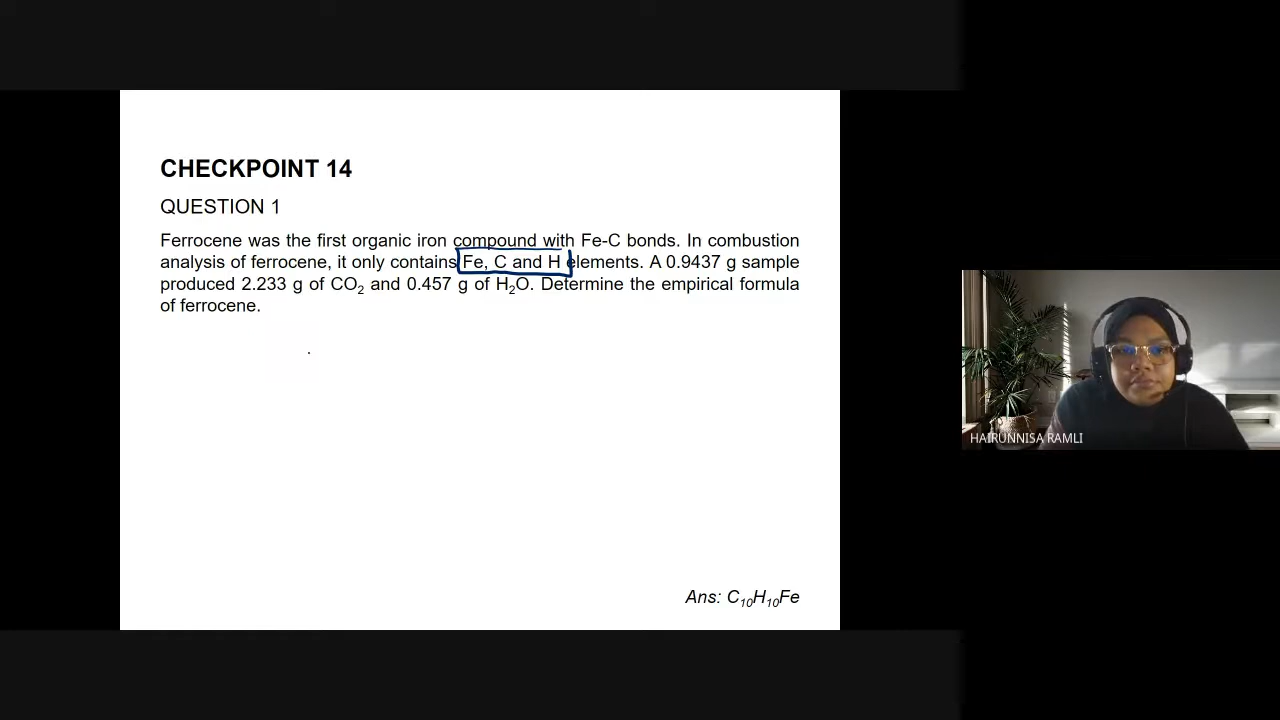 CHECKPOINT 14
QUESTION 1
Ferrocene was the first organic iron compound with Fe-C bonds. In combustion
analysis of ferrocene, it only contains Fe, C and H elements. A 0.9437 g sample
produced 2.233 g of CO₂ and 0.457 g of H₂O. Determine the empirical formula
of ferrocene.
Ans: C₁₀H₁₀Fe
HAIRUNNISA RAMLI